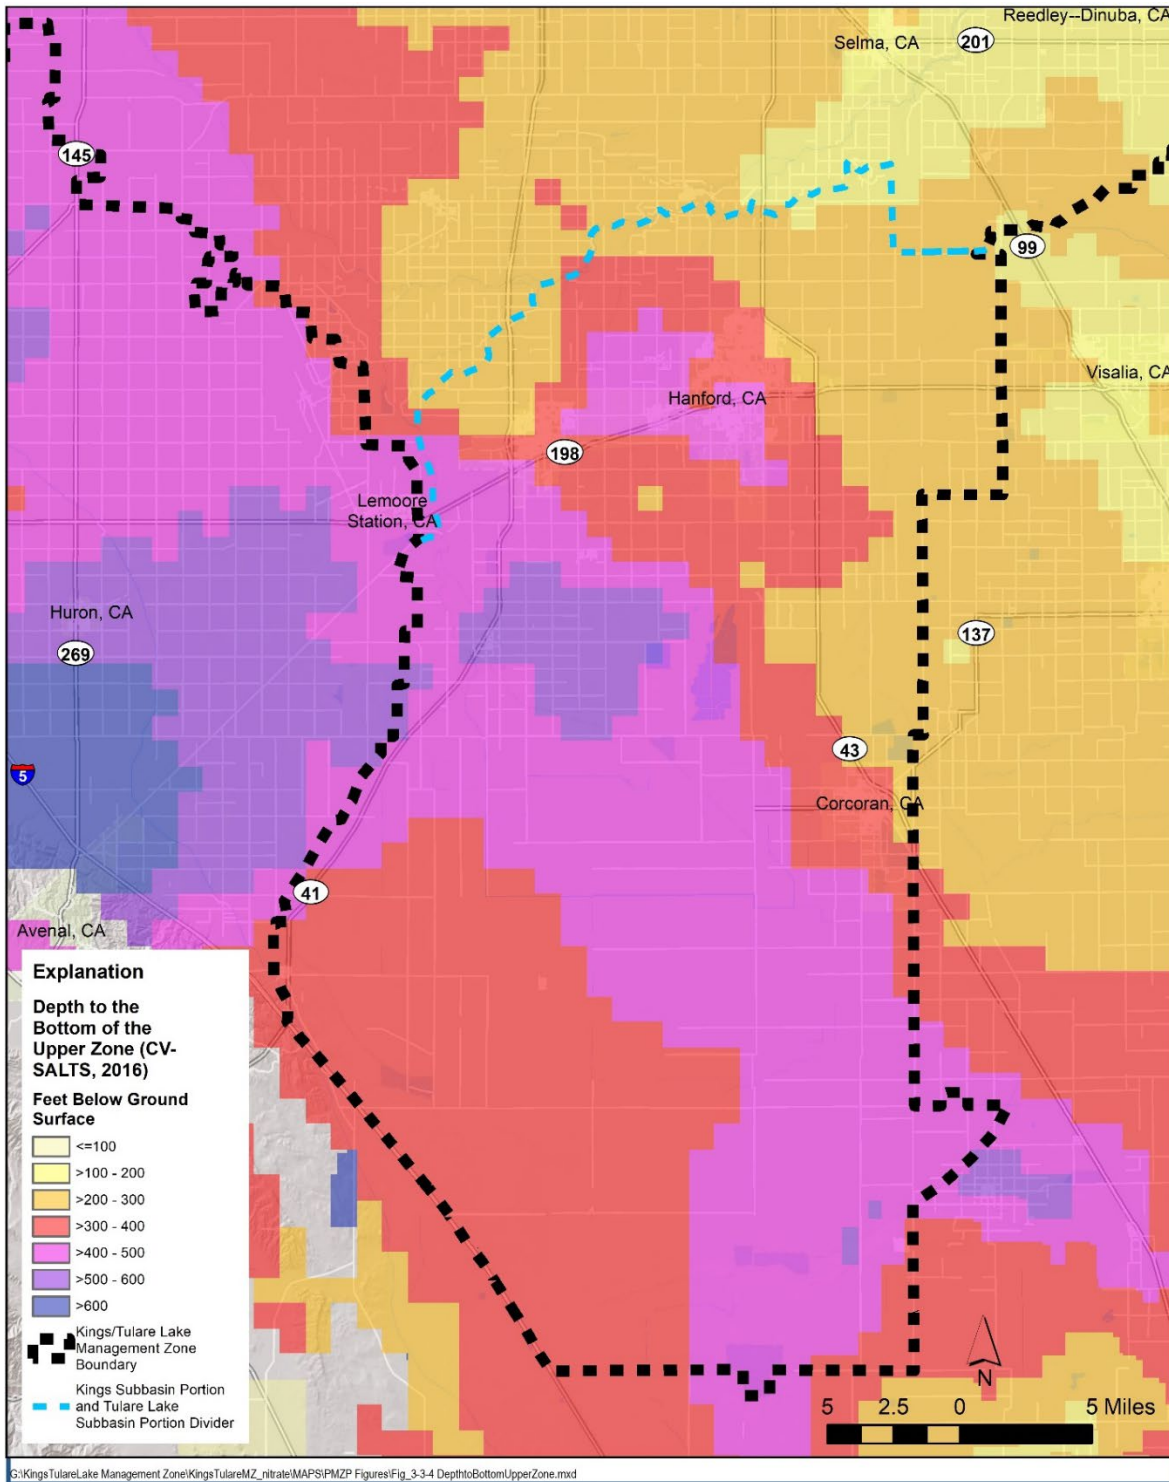 Reedley--Dinuba, CA
Selma, CA
201
145
99
Visalia, CA
Hanford, CA
198
Lemoore
Station, CA
Huron, CA
269
137
5
43
Corcoran, CA
41
Avenal, CA
Explanation
Depth to the
Bottom of the
Upper Zone (CV-
SALTS, 2016)
Feet Below Ground
Surface
<=100
>100 - 200
>200 - 300
>300 - 400
>400 - 500
>500 - 600
>600
Kings/Tulare Lake
Management Zone
Boundary
Kings Subbasin Portion
and Tulare Lake
Subbasin Portion Divider
N
5 2.5 0 5 Miles
G:\KingsTulareLake Management Zone\KingsTulareMZ_nitrate\MAPS\PMZP Figures\Fig_3-3-4 DepthtoBottomUpperZone.mxd